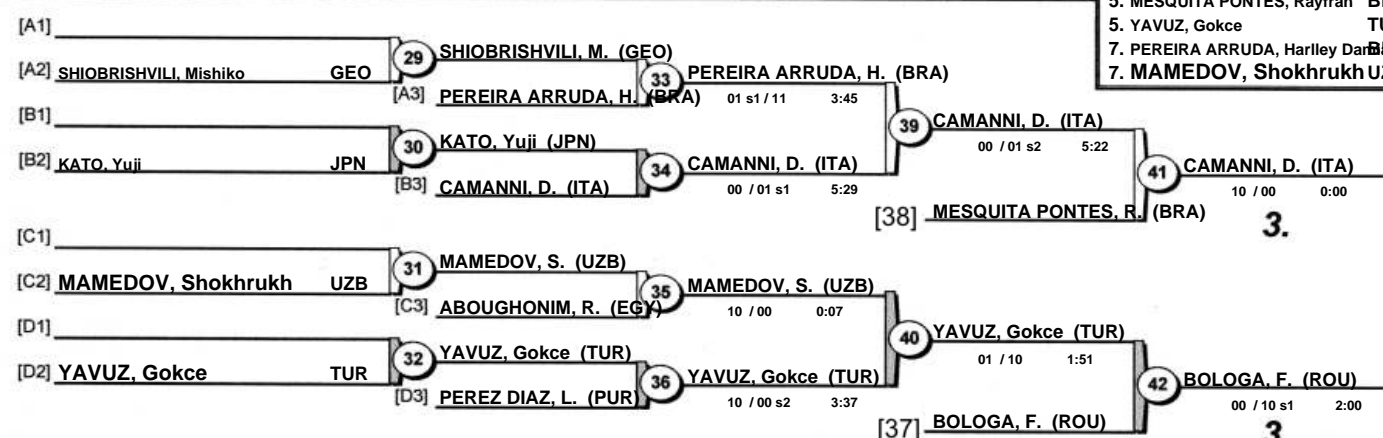 5. MESQUITA PONTES, Rayfran
5. YAVUZ, Gokce
7. PEREIRA ARRUDA, Harlley
7. MAMEDOV, Shokhrukh
[A1]
[A2] SHIOBRISHVILI, Mishiko GEO
29 SHIOBRISHVILI, M. (GEO)
[A3] PEREIRA ARRUDA, H. (BRA)
33 PEREIRA ARRUDA, H. (BRA)
01 s1 / 11 3:45
[B1]
[B2] KATO, Yuji JPN
30 KATO, Yuji (JPN)
[B3] CAMANNI, D. (ITA)
34 CAMANNI, D. (ITA)
00 / 01 s1 5:29
39 CAMANNI, D. (ITA)
00 / 01 s2 5:22
[38] MESQUITA PONTES, R. (BRA)
41 CAMANNI, D. (ITA)
10 / 00 0:00
3.
[C1]
[C2] MAMEDOV, Shokhrukh UZB
31 MAMEDOV, S. (UZB)
[C3] ABOUGHONIM, R. (EGY)
35 MAMEDOV, S. (UZB)
10 / 00 0:07
[D1]
[D2] YAVUZ, Gokce TUR
32 YAVUZ, Gokce (TUR)
[D3] PEREZ DIAZ, L. (PUR)
36 YAVUZ, Gokce (TUR)
10 / 00 s2 3:37
40 YAVUZ, Gokce (TUR)
01 / 10 1:51
[37] BOLOGA, F. (ROU)
42 BOLOGA, F. (ROU)
00 / 10 s1 2:00
3.